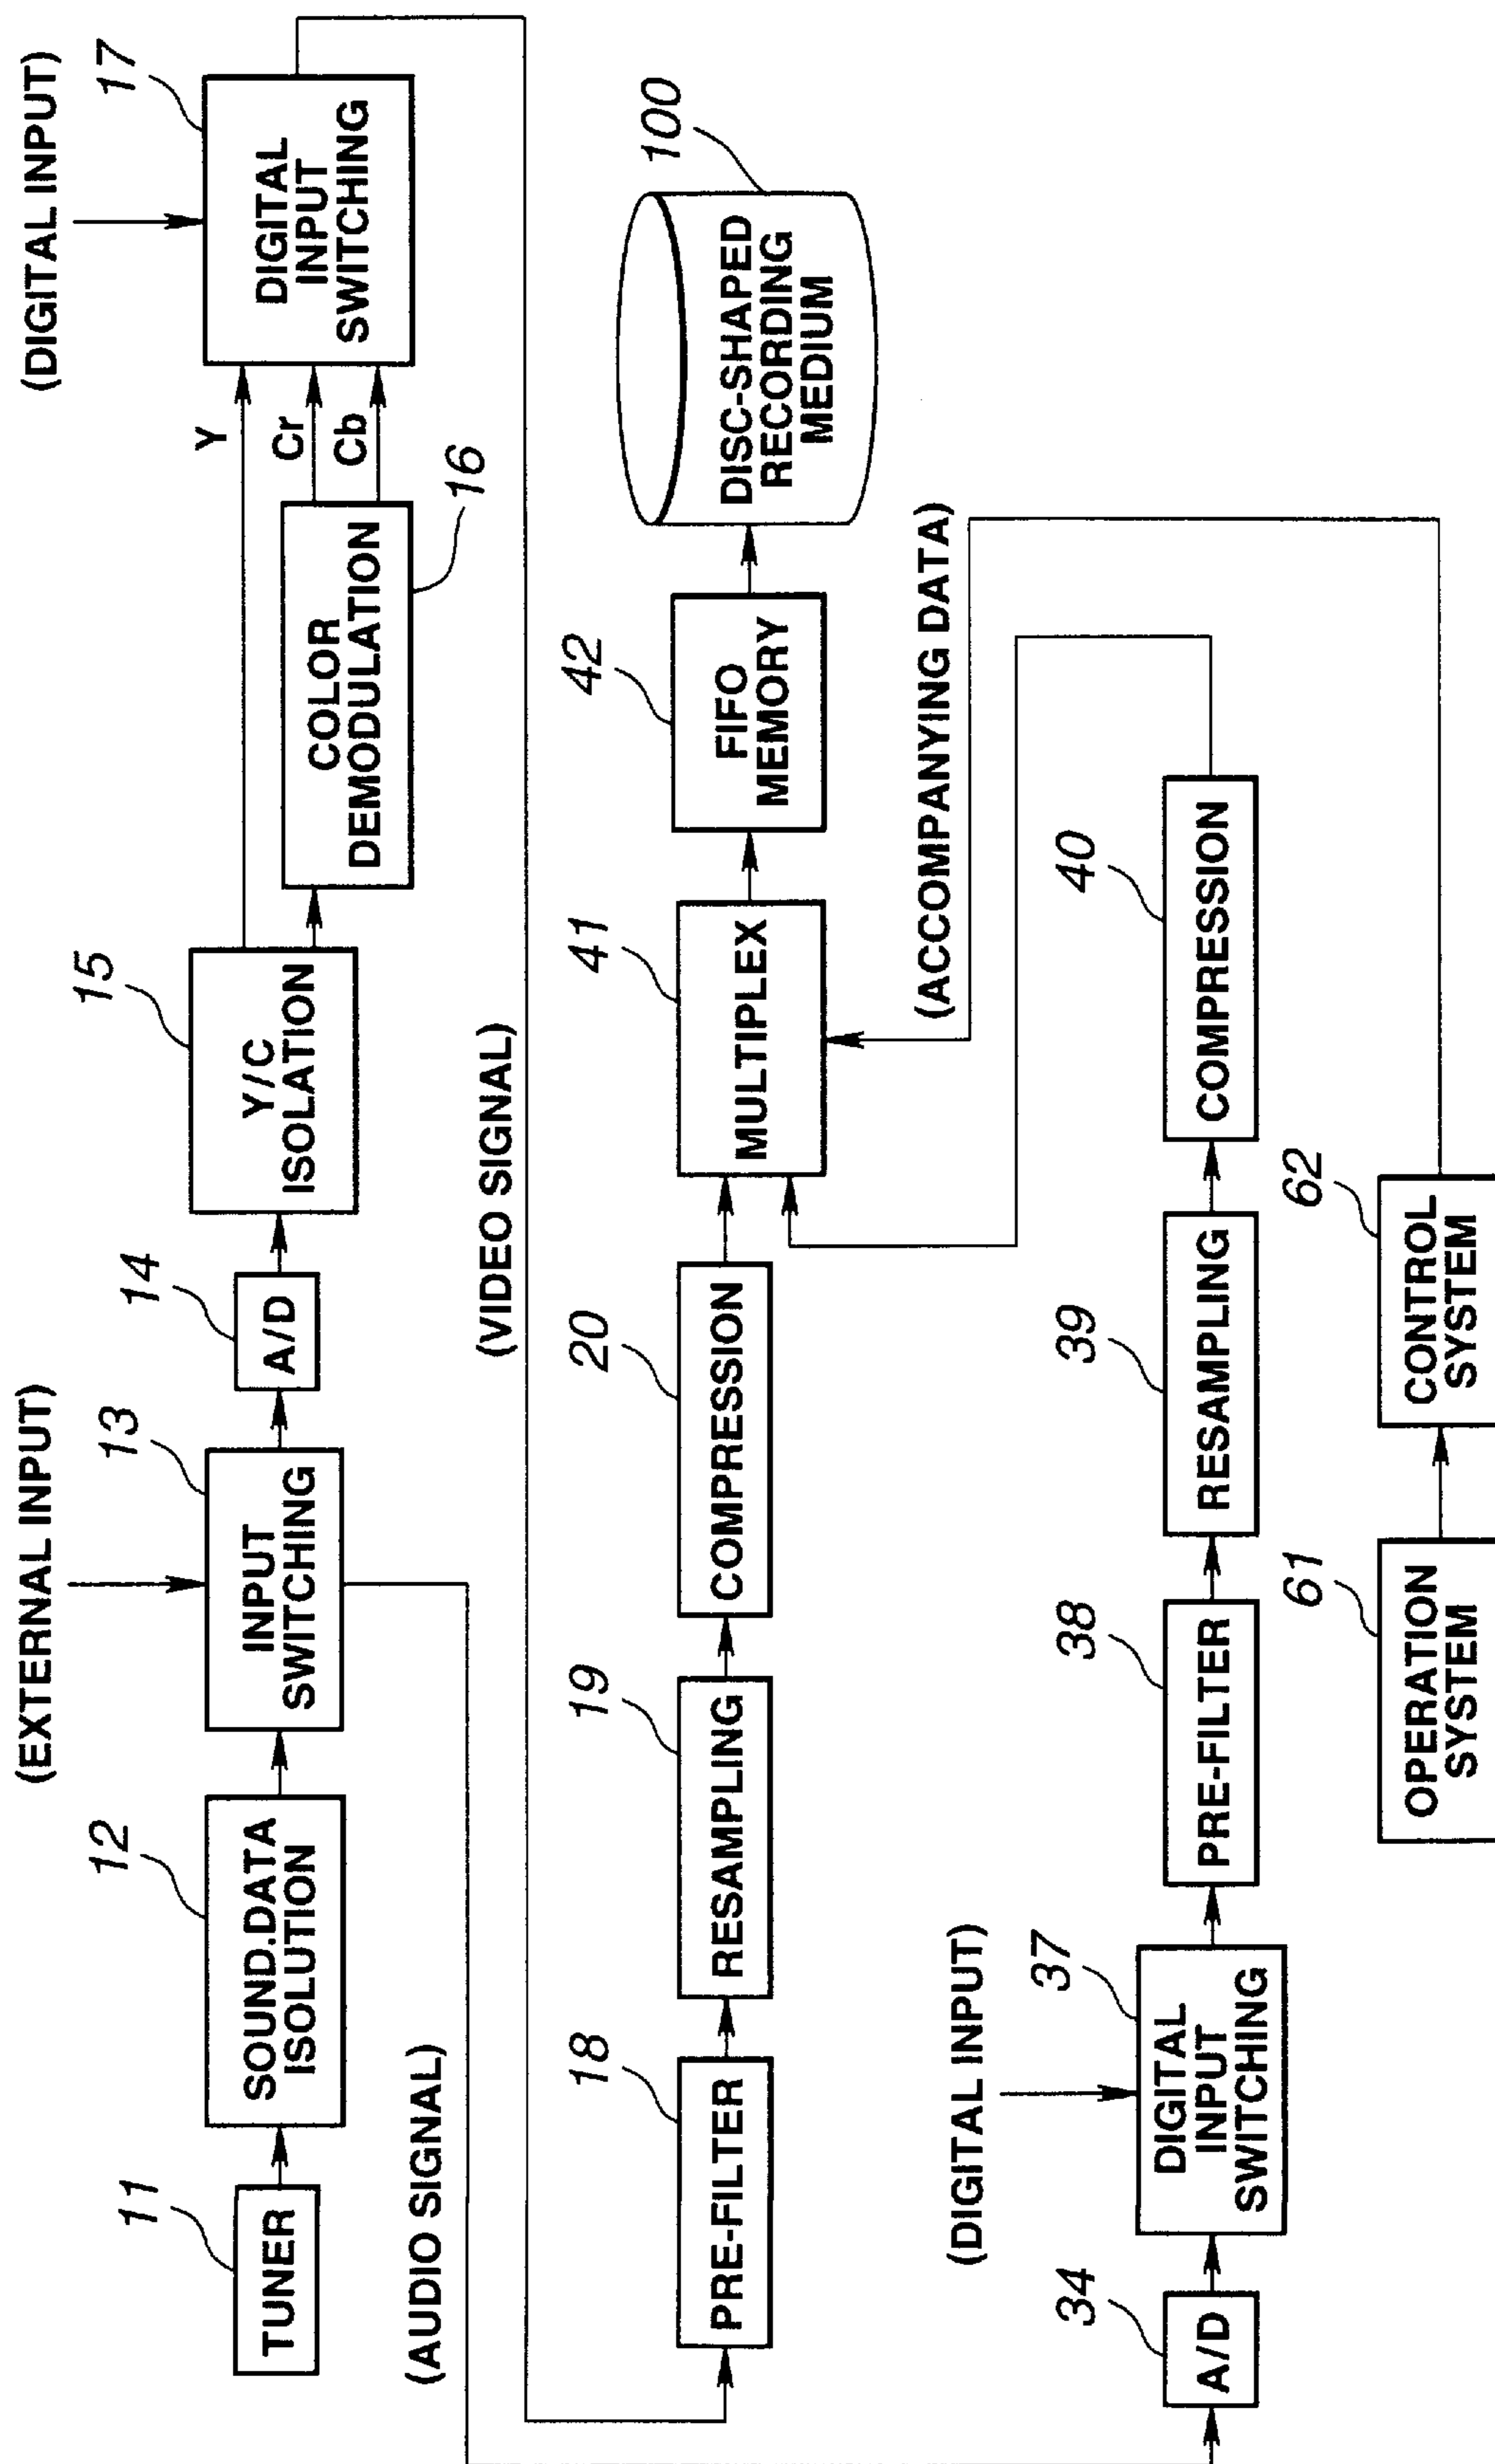 (EXTERNAL INPUT)
(DIGITAL INPUT)
11
12
13
14
15
17
TUNER
SOUND.DATA
ISOLUTION
INPUT
SWITCHING
A/D
Y/C
ISOLATION
Y
Cr
Cb
COLOR
DEMODULATION
16
DIGITAL
INPUT
SWITCHING
(AUDIO SIGNAL)
(VIDEO SIGNAL)
18
19
20
41
42
100
PRE-FILTER
RESAMPLING
COMPRESSION
MULTIPLEX
FIFO
MEMORY
DISC-SHAPED
RECORDING
MEDIUM
(DIGITAL INPUT)
(ACCOMPANYING DATA)
34
37
38
39
40
A/D
DIGITAL
INPUT
SWITCHING
PRE-FILTER
RESAMPLING
COMPRESSION
61
62
OPERATION
SYSTEM
CONTROL
SYSTEM